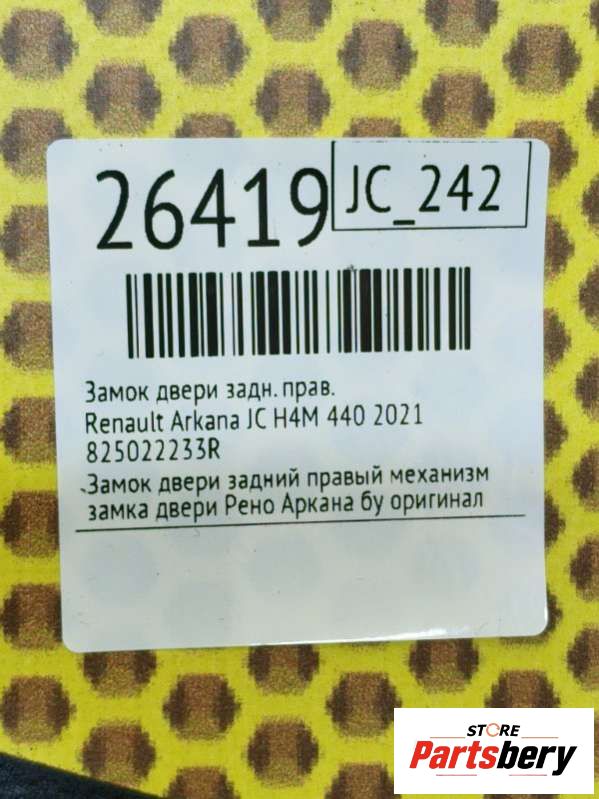 26419 JC_242
Замок двери задн. прав.
Renault Arkana JC H4M 440 2021
825022233R
Замок двери задний правый механизм
замка двери Рено Аркана бу оригинал
STORE
Partsbery